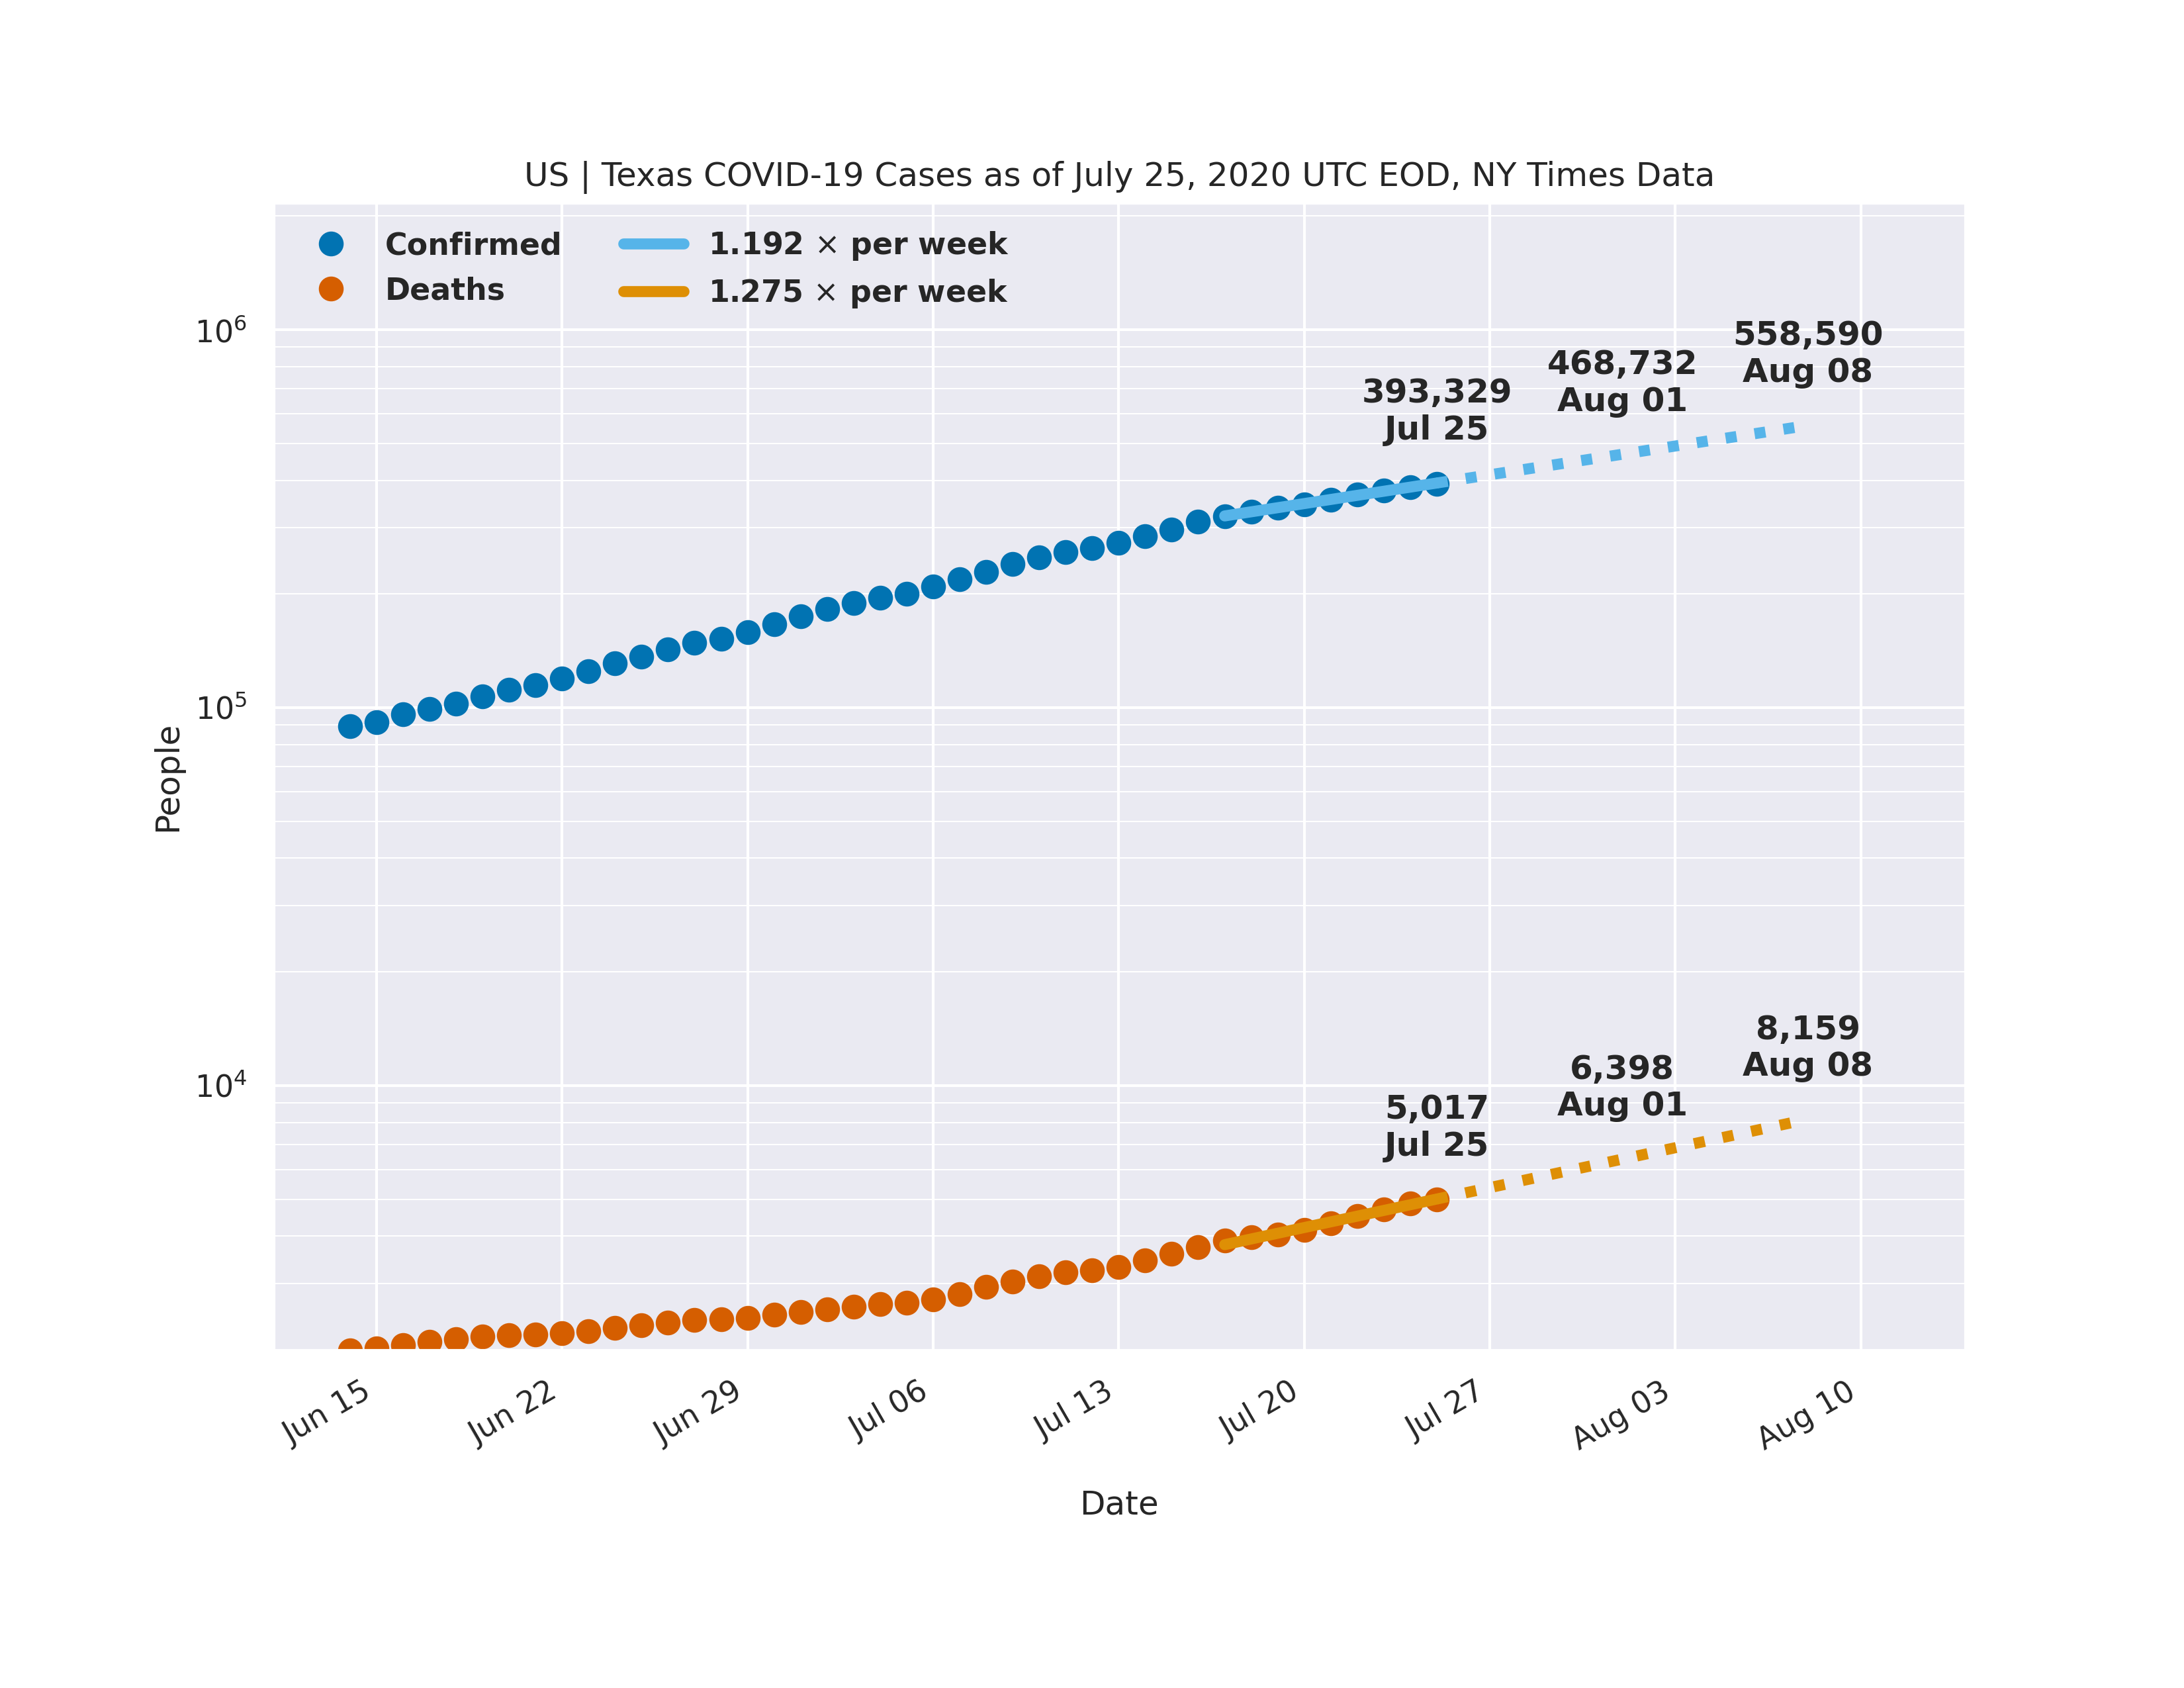 US | Texas COVID-19 Cases as of July 25, 2020 UTC EOD, NY Times Data
Confirmed
Deaths
1.192 × per week
1.275 × per week
10⁶
10⁵
10⁴
People
393,329
Jul 25
468,732
Aug 01
558,590
Aug 08
5,017
Jul 25
6,398
Aug 01
8,159
Aug 08
Jun 15
Jun 22
Jun 29
Jul 06
Jul 13
Jul 20
Jul 27
Aug 03
Aug 10
Date